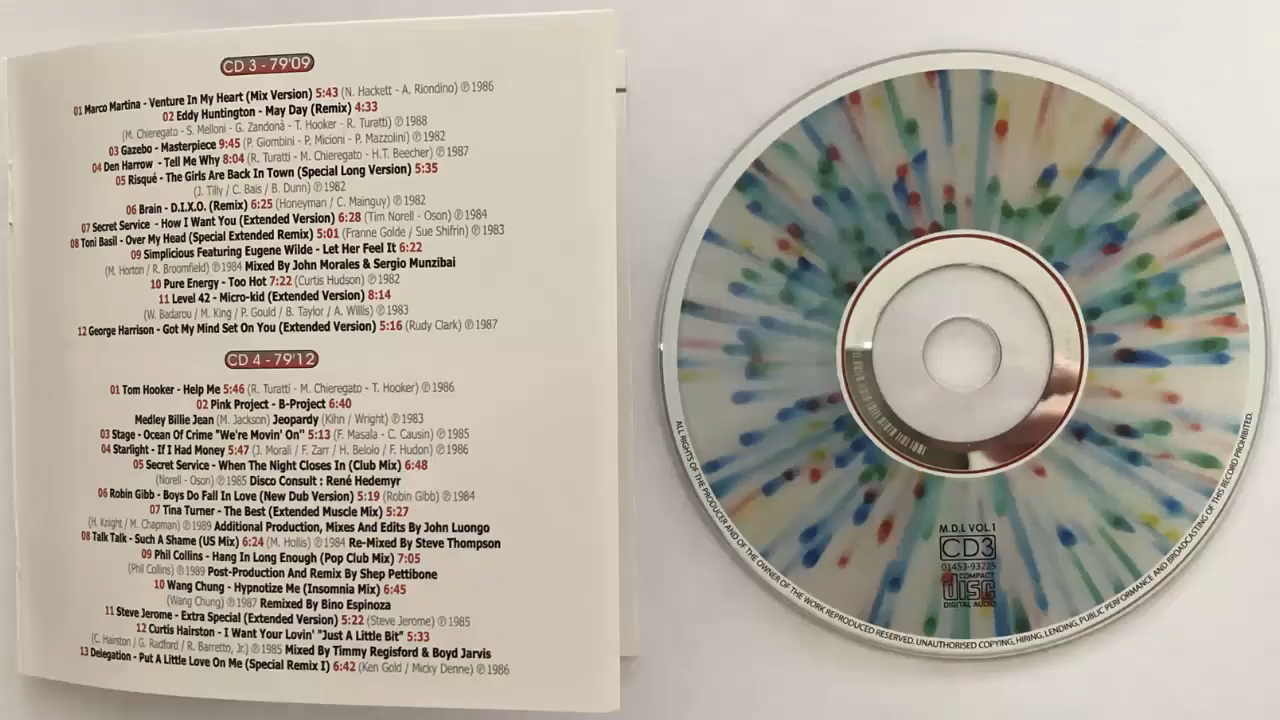 CD 3 - 79'09
01 Marco Martina - Venture In My Heart (Mix Version) 5:43 (N. Hackett - A. Riondino) ℗ 1986
02 Eddy Huntington - May Day (Remix) 4:33
(M. Chieregato - S. Melloni - G. Zandonà - T. Hooker - R. Turatti) ℗ 1988
03 Gazebo - Masterpiece 9:45 (P. Giombini - P. Micioni - P. Mazzolini) ℗ 1982
04 Den Harrow - Tell Me Why 8:04 (R. Turatti - M. Chieregato - H.T. Beecher) ℗ 1987
05 Risqué - The Girls Are Back In Town (Special Long Version) 5:35
(J. Tilly / C. Bais / B. Dunn) ℗ 1982
06 Brain - D.I.X.O. (Remix) 6:25 (Honeyman / C. Mainguy) ℗ 1982
07 Secret Service - How I Want You (Extended Version) 6:28 (Tim Norell - Oson) ℗ 1984
08 Toni Basil - Over My Head (Special Extended Remix) 5:01 (Franne Golde / Sue Shifrin) ℗ 1983
09 Simplicious Featuring Eugene Wilde - Let Her Feel It 6:22
(M. Horton / R. Broomfield) ℗ 1984 Mixed By John Morales & Sergio Munzibai
10 Pure Energy - Too Hot 7:22 (Curtis Hudson) ℗ 1982
11 Level 42 - Micro-kid (Extended Version) 8:14
(W. Badarou / M. King / P. Gould / B. Taylor / A. Willis) ℗ 1983
12 George Harrison - Got My Mind Set On You (Extended Version) 5:16 (Rudy Clark) ℗ 1987
CD 4 - 79'12
01 Tom Hooker - Help Me 5:46 (R. Turatti - M. Chieregato - T. Hooker) ℗ 1986
02 Pink Project - B-Project 6:40
Medley Billie Jean (M. Jackson) Jeopardy (Kihn / Wright) ℗ 1983
03 Stage - Ocean Of Crime "We're Movin' On" 5:13 (F. Masala - C. Causin) ℗ 1985
04 Starlight - If I Had Money 5:47 (J. Morali / F. Zarr / H. Belolo / F. Hudon) ℗ 1986
05 Secret Service - When The Night Closes In (Club Mix) 6:48
(Norell - Oson) ℗ 1985 Disco Consult : René Hedemyr
06 Robin Gibb - Boys Do Fall In Love (New Dub Version) 5:19 (Robin Gibb) ℗ 1984
07 Tina Turner - The Best (Extended Muscle Mix) 5:27
(H. Knight / M. Chapman) ℗ 1989 Additional Production, Mixes And Edits By John Luongo
08 Talk Talk - Such A Shame (US Mix) 6:24 (M. Hollis) ℗ 1984 Re-Mixed By Steve Thompson
09 Phil Collins - Hang In Long Enough (Pop Club Mix) 7:05
(Phil Collins) ℗ 1989 Post-Production And Remix By Shep Pettibone
10 Wang Chung - Hypnotize Me (Insomnia Mix) 6:45
(Wang Chung) ℗ 1987 Remixed By Bino Espinoza
11 Steve Jerome - Extra Special (Extended Version) 5:22 (Steve Jerome) ℗ 1985
12 Curtis Hairston - I Want Your Lovin' "Just A Little Bit" 5:33
(C. Hairston / G. Radford / R. Barretto, Jr.) ℗ 1985 Mixed By Timmy Regisford & Boyd Jarvis
13 Delegation - Put A Little Love On Me (Special Remix I) 6:42 (Ken Gold / Micky Denne) ℗ 1986
M.D.I. VOL.1
CD3
01453-93225
COMPACT
disc
DIGITAL AUDIO
ALL RIGHTS OF THE PRODUCER AND OF THE OWNER OF THE WORK REPRODUCED RESERVED, UNAUTHORISED COPYING, HIRING, LENDING, PUBLIC PERFORMANCE AND BROADCASTING OF THIS RECORD PROHIBITED.